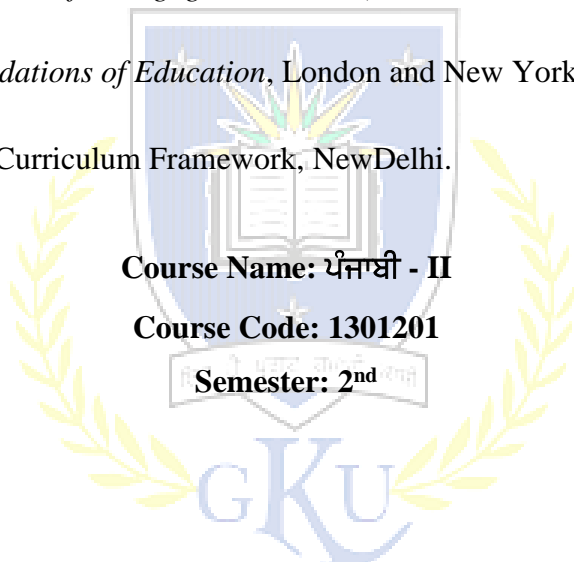 dations of Education, London and New York
Curriculum Framework, NewDelhi.
Course Name: ਪੰਜਾਬੀ - II
Course Code: 1301201
Semester: 2nd
GKU